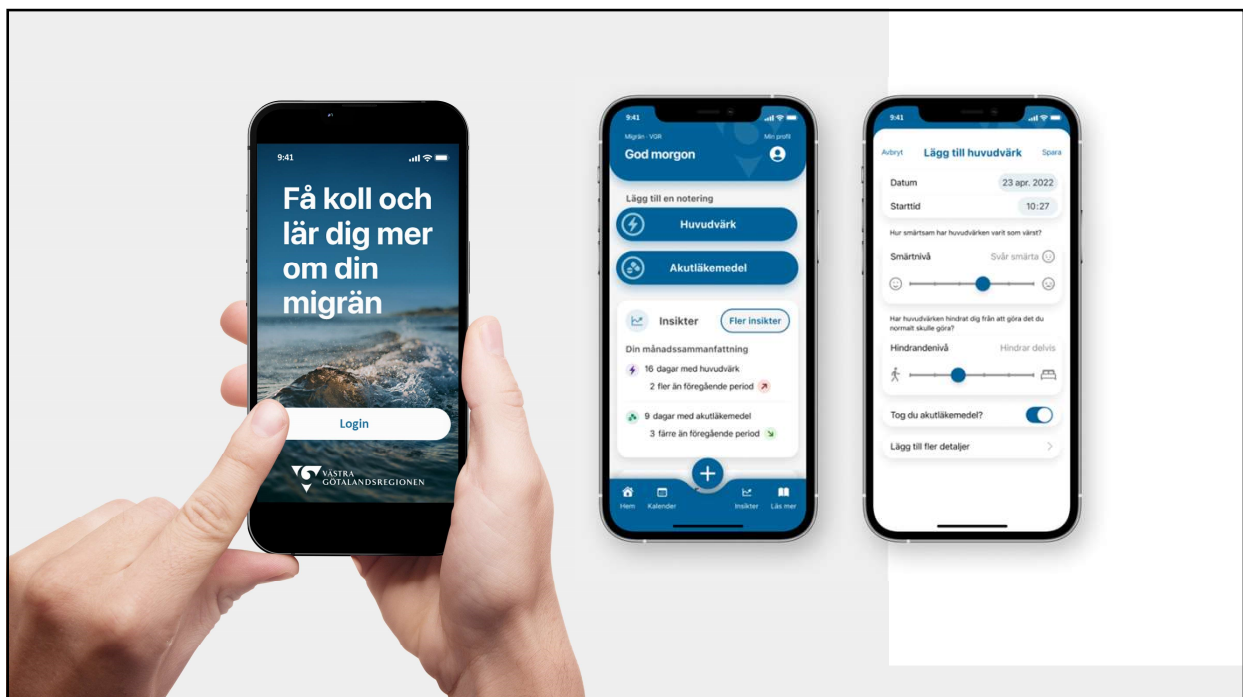 9:41
Få koll och
lär dig mer
om din
migrän
Login
VÄSTRA
GÖTALANDSREGIONEN
9:41
Migrän - VGR
Min profil
God morgon
Lägg till en notering
Huvudvärk
Akutläkemedel
Insikter
Fler insikter
Din månadssammanfattning
16 dagar med huvudvärk
2 fler än föregående period
9 dagar med akutläkemedel
3 färre än föregående period
+
Hem Kalender Insikter Läs mer
9:41
Avbryt Lägg till huvudvärk Spara
Datum 23 apr. 2022
Starttid 10:27
Hur smärtsam har huvudvärken varit som värst?
Smärtnivå Svår smärta
Har huvudvärken hindrat dig från att göra det du
normalt skulle göra?
Hindrandenivå Hindrar delvis
Tog du akutläkemedel?
Lägg till fler detaljer